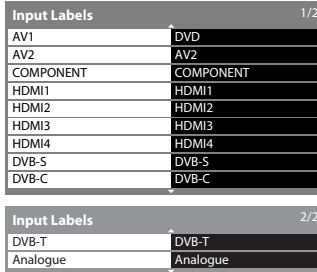 Input Labels 1/2
AV1 DVD
AV2 AV2
COMPONENT COMPONENT
HDMI1 HDMI1
HDMI2 HDMI2
HDMI3 HDMI3
HDMI4 HDMI4
DVB-S DVB-S
DVB-C DVB-C
Input Labels 2/2
DVB-T DVB-T
Analogue Analogue